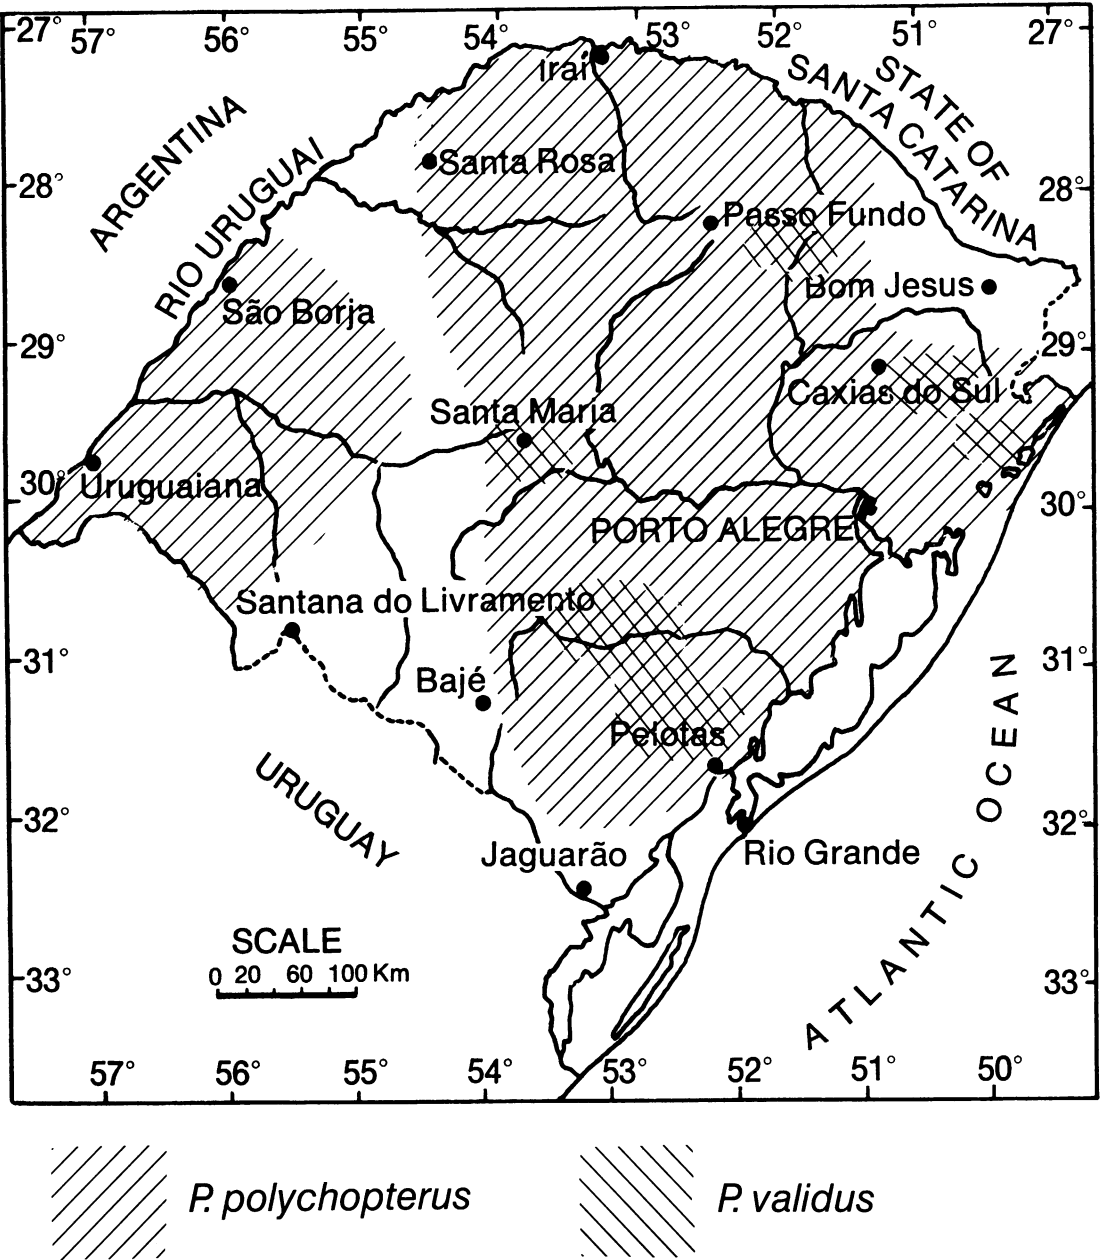 27° 57° 56° 55° 54° 53° 52° 51° 27°
Irai
STATE OF
SANTA CATARINA
ARGENTINA
RIO URUGUAI
Santa Rosa
28° 28°
Passo Fundo
Bom Jesus
São Borja
29° 29°
Caxias do Sul
Santa Maria
30° Uruguaiana 30°
PORTO ALEGRE
Santana do Livramento
31° 31°
Bajé
Pelotas
URUGUAY
ATLANTIC OCEAN
32° 32°
Jaguarão
Rio Grande
SCALE
0 20 60 100 Km
33° 33°
57° 56° 55° 54° 53° 52° 51° 50°
P. polychopterus P. validus